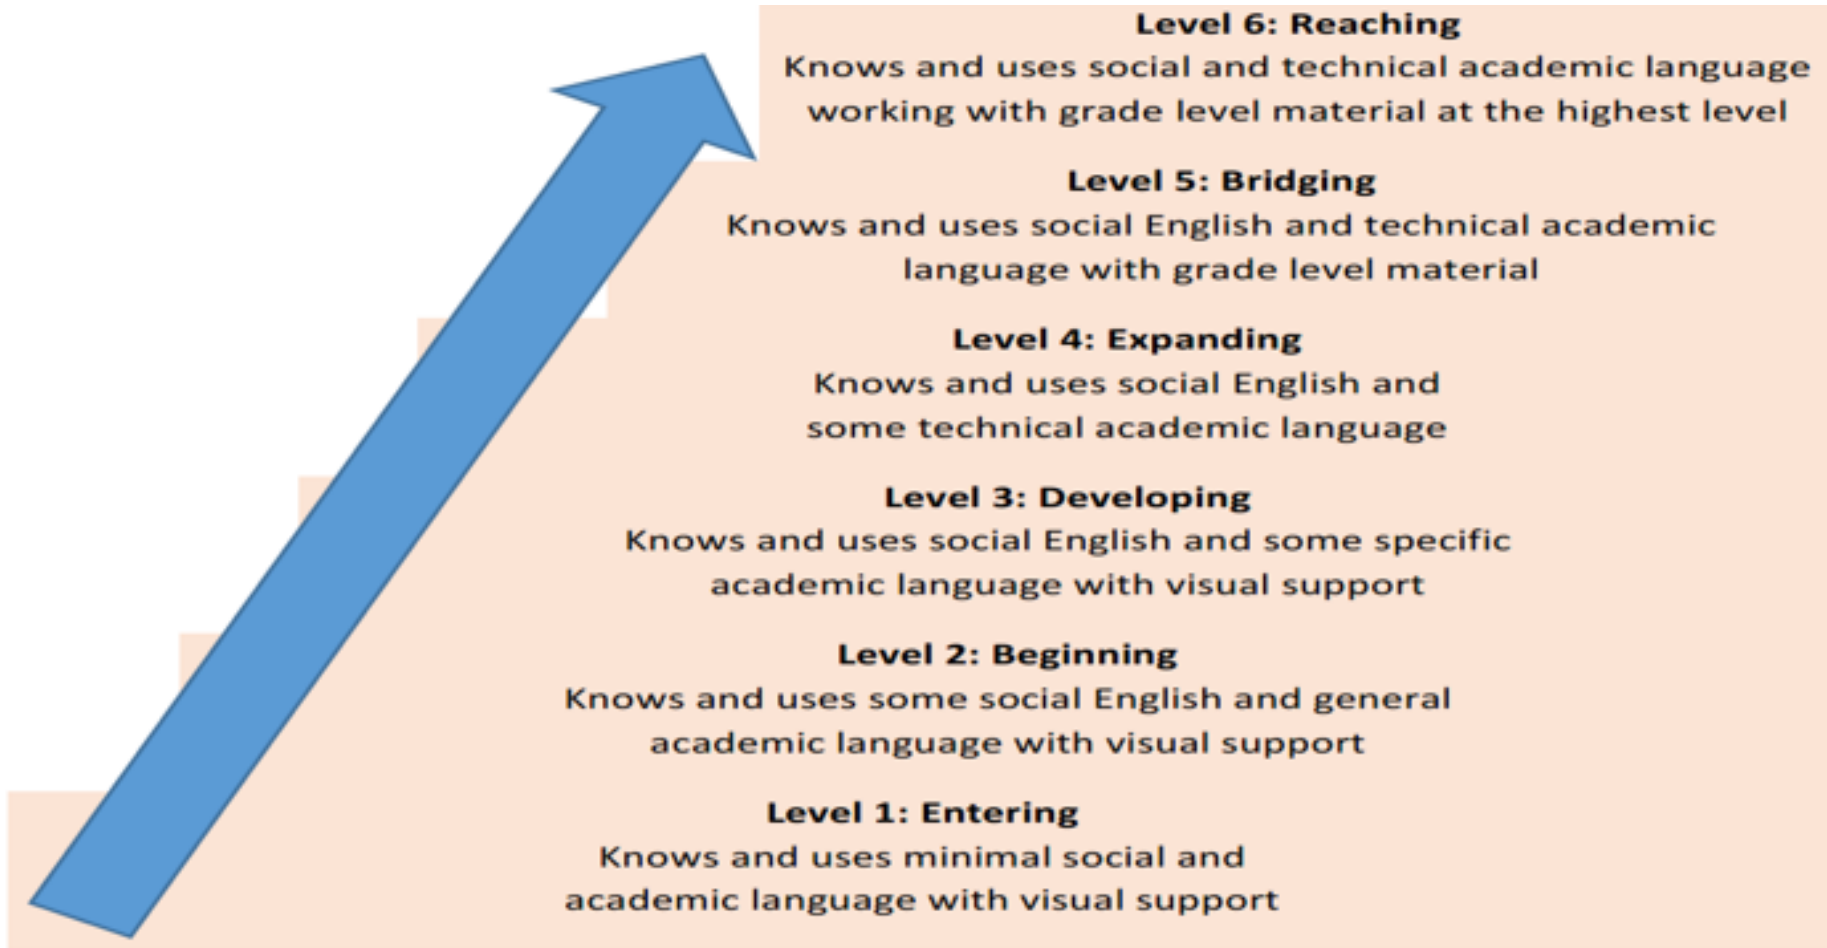 Level 6: Reaching
Knows and uses social and technical academic language
working with grade level material at the highest level
Level 5: Bridging
Knows and uses social English and technical academic
language with grade level material
Level 4: Expanding
Knows and uses social English and
some technical academic language
Level 3: Developing
Knows and uses social English and some specific
academic language with visual support
Level 2: Beginning
Knows and uses some social English and general
academic language with visual support
Level 1: Entering
Knows and uses minimal social and
academic language with visual support